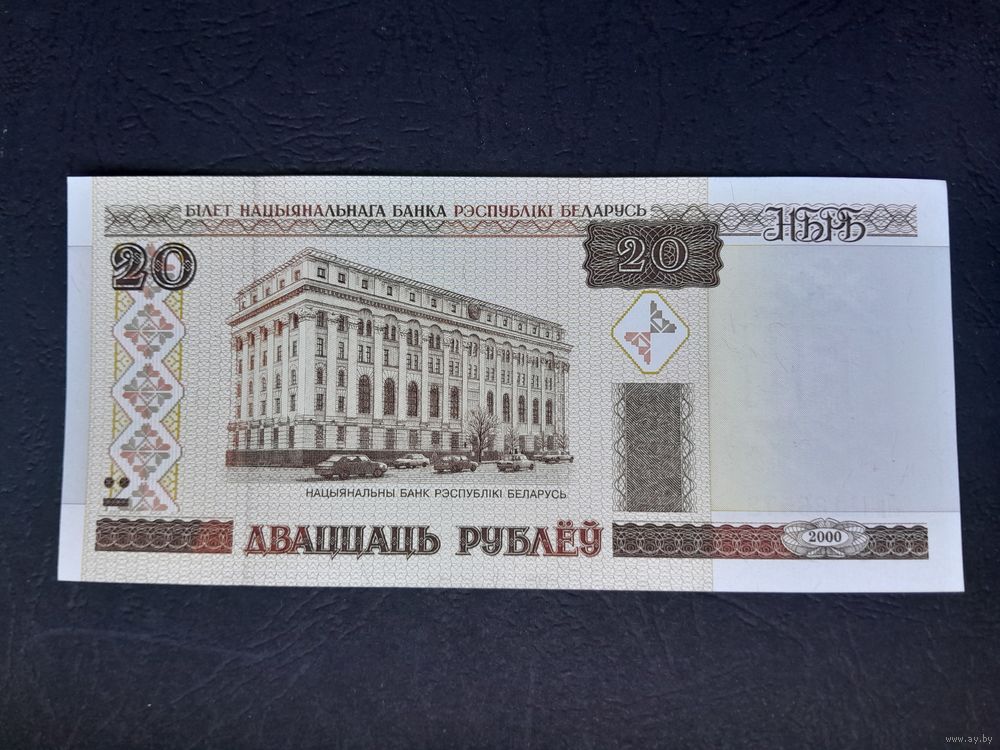 БІЛЕТ НАЦЫЯНАЛЬНАГА БАНКА РЭСПУБЛІКІ БЕЛАРУСЬ
НБРБ
20
20
НАЦЫЯНАЛЬНЫ БАНК РЭСПУБЛІКІ БЕЛАРУСЬ
ДВАЦЦАЦЬ РУБЛЁЎ
2000
www.ay.by